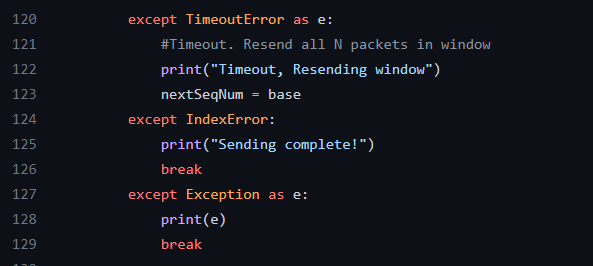 120 except TimeoutError as e:
121 #Timeout. Resend all N packets in window
122 print("Timeout, Resending window")
123 nextSeqNum = base
124 except IndexError:
125 print("Sending complete!")
126 break
127 except Exception as e:
128 print(e)
129 break